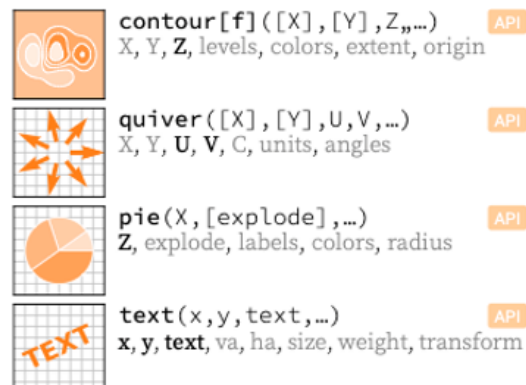 contour[f]([X],[Y],Z,,…) API
X, Y, Z, levels, colors, extent, origin
quiver([X],[Y],U,V,…) API
X, Y, U, V, C, units, angles
pie(X,[explode],…) API
Z, explode, labels, colors, radius
text(x,y,text,…) API
TEXT x, y, text, va, ha, size, weight, transform